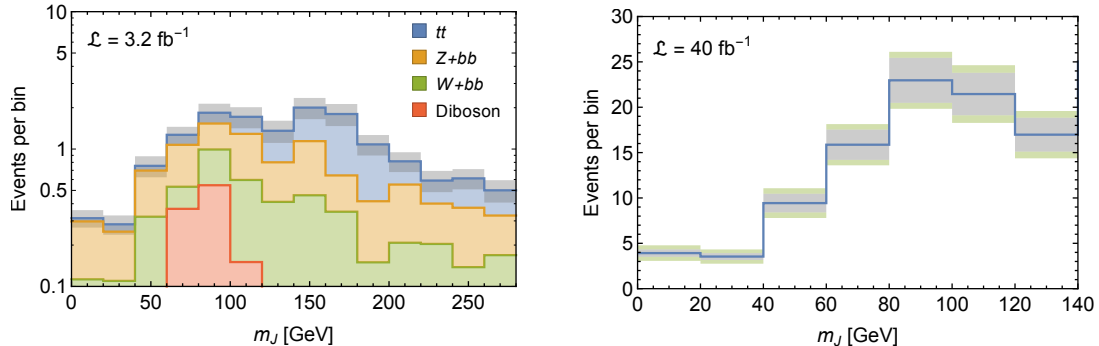 ℒ = 3.2 fb⁻¹
tt
Z+bb
W+bb
Diboson
Events per bin
10
5
1
0.5
0.1
0 50 100 150 200 250
m_J [GeV]
ℒ = 40 fb⁻¹
Events per bin
30
25
20
15
10
5
0
0 20 40 60 80 100 120 140
m_J [GeV]